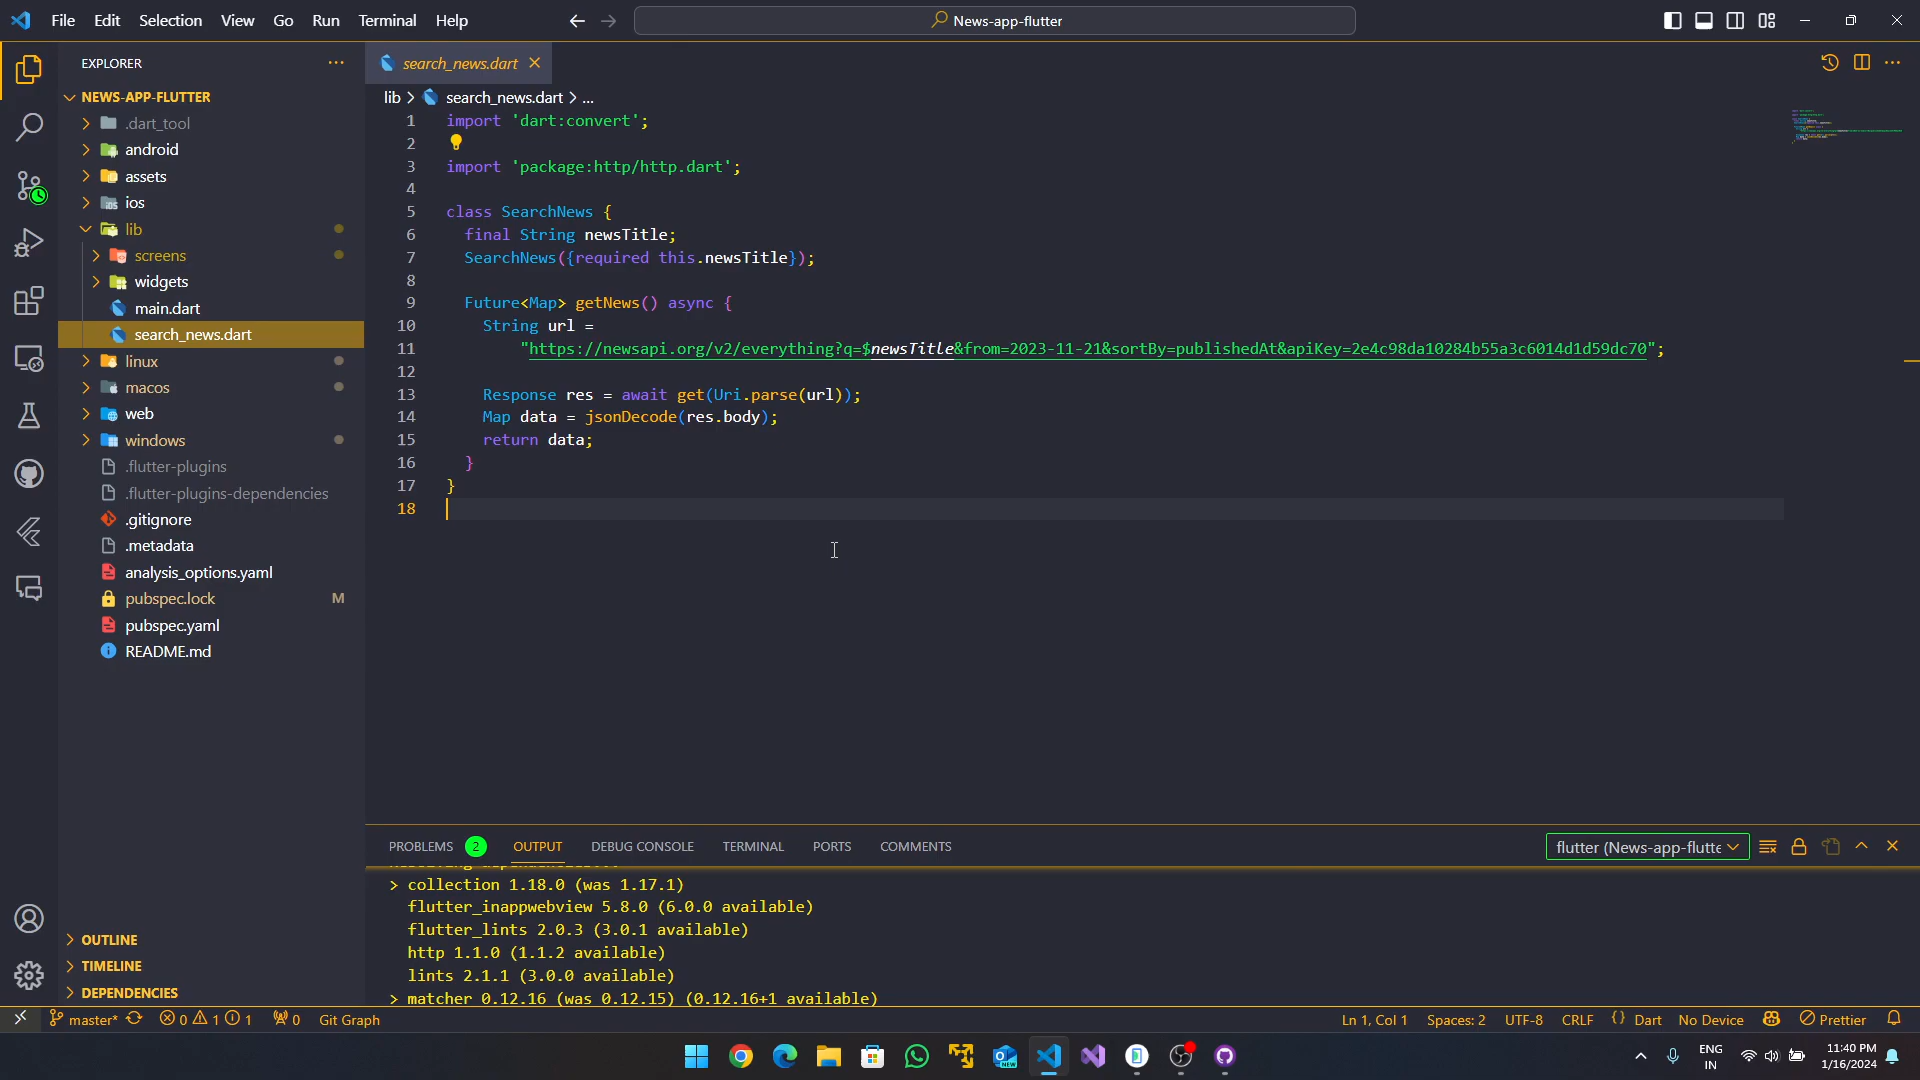 File Edit Selection View Go Run Terminal Help
News-app-flutter
EXPLORER
search_news.dart
NEWS-APP-FLUTTER
.dart_tool
android
assets
ios
lib
screens
widgets
main.dart
search_news.dart
linux
macos
web
windows
.flutter-plugins
.flutter-plugins-dependencies
.gitignore
.metadata
analysis_options.yaml
pubspec.lock M
pubspec.yaml
README.md
OUTLINE
TIMELINE
DEPENDENCIES
lib > search_news.dart > ...
1 import 'dart:convert';
2
3 import 'package:http/http.dart';
4
5 class SearchNews {
6 final String newsTitle;
7 SearchNews({required this.newsTitle});
8
9 Future<Map> getNews() async {
10 String url =
11 "https://newsapi.org/v2/everything?q=$newsTitle&from=2023-11-21&sortBy=publishedAt&apiKey=2e4c98da10284b55a3c6014d1d59dc70";
12
13 Response res = await get(Uri.parse(url));
14 Map data = jsonDecode(res.body);
15 return data;
16 }
17 }
18
PROBLEMS 2 OUTPUT DEBUG CONSOLE TERMINAL PORTS COMMENTS
flutter (News-app-flutte
> collection 1.18.0 (was 1.17.1)
flutter_inappwebview 5.8.0 (6.0.0 available)
flutter_lints 2.0.3 (3.0.1 available)
http 1.1.0 (1.1.2 available)
lints 2.1.1 (3.0.0 available)
> matcher 0.12.16 (was 0.12.15) (0.12.16+1 available)
master* 0 1 1 0 Git Graph
Ln 1, Col 1 Spaces: 2 UTF-8 CRLF {} Dart No Device Prettier
ENG
IN
11:40 PM
1/16/2024